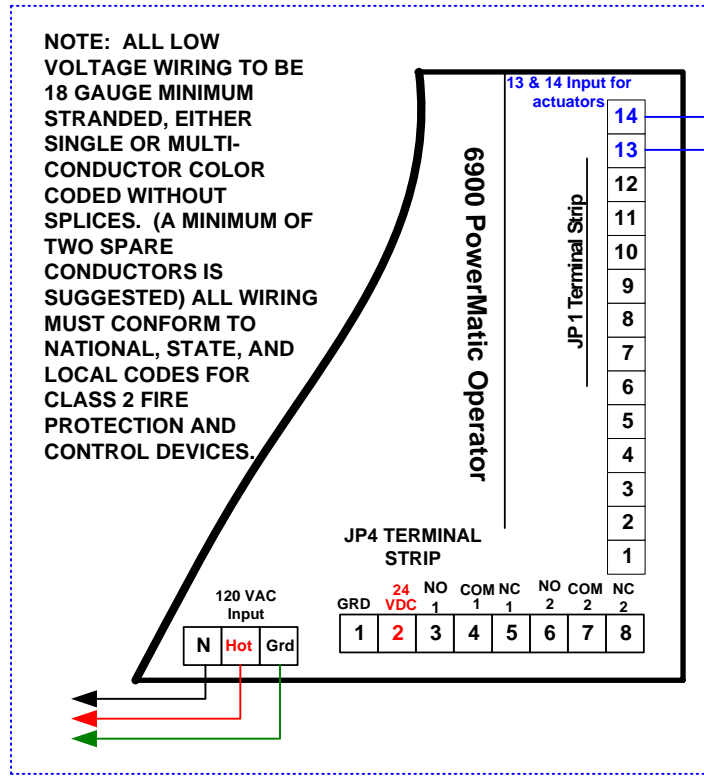 NOTE: ALL LOW
VOLTAGE WIRING TO BE
18 GAUGE MINIMUM
STRANDED, EITHER
SINGLE OR MULTI-
CONDUCTOR COLOR
CODED WITHOUT
SPLICES. (A MINIMUM OF
TWO SPARE
CONDUCTORS IS
SUGGESTED) ALL WIRING
MUST CONFORM TO
NATIONAL, STATE, AND
LOCAL CODES FOR
CLASS 2 FIRE
PROTECTION AND
CONTROL DEVICES.
13 & 14 Input for
actuators
6900 PowerMatic Operator
JP1 Terminal Strip
14
13
12
11
10
9
8
7
6
5
4
3
2
1
JP4 TERMINAL
STRIP
GRD 24 VDC NO 1 COM 1 NC 1 NO 2 COM 2 NC 2
1 2 3 4 5 6 7 8
120 VAC
Input
N Hot Grd